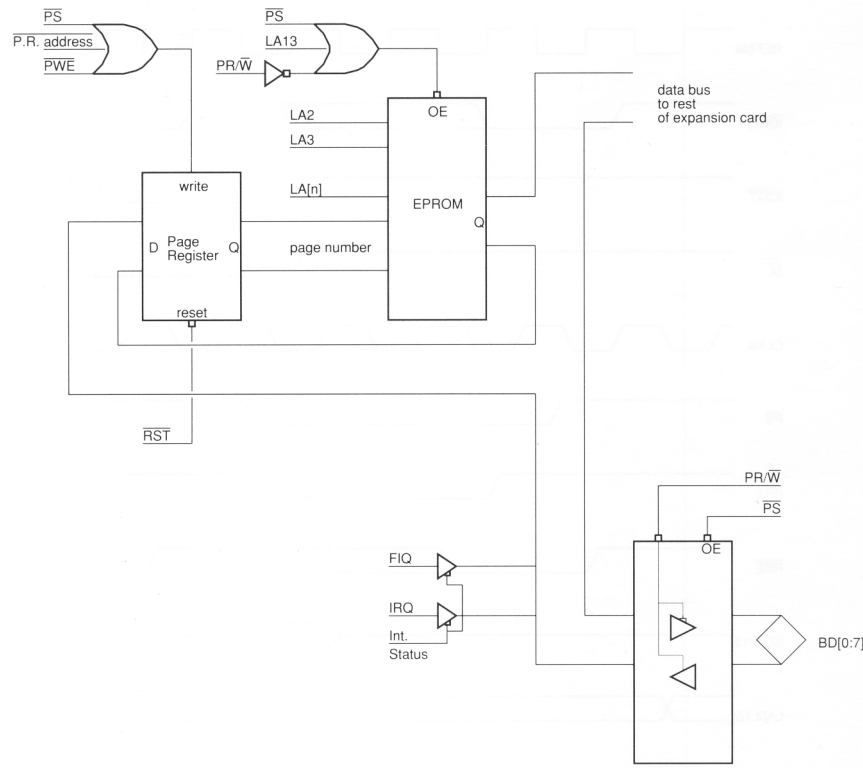 PS
P.R. address
PWE
PS
LA13
PR/W
OE
LA2
LA3
LA[n]
EPROM
Q
data bus
to rest
of expansion card
write
D
Page
Register
Q
page number
reset
RST
PR/W
PS
OE
FIQ
IRQ
Int.
Status
BD[0:7]